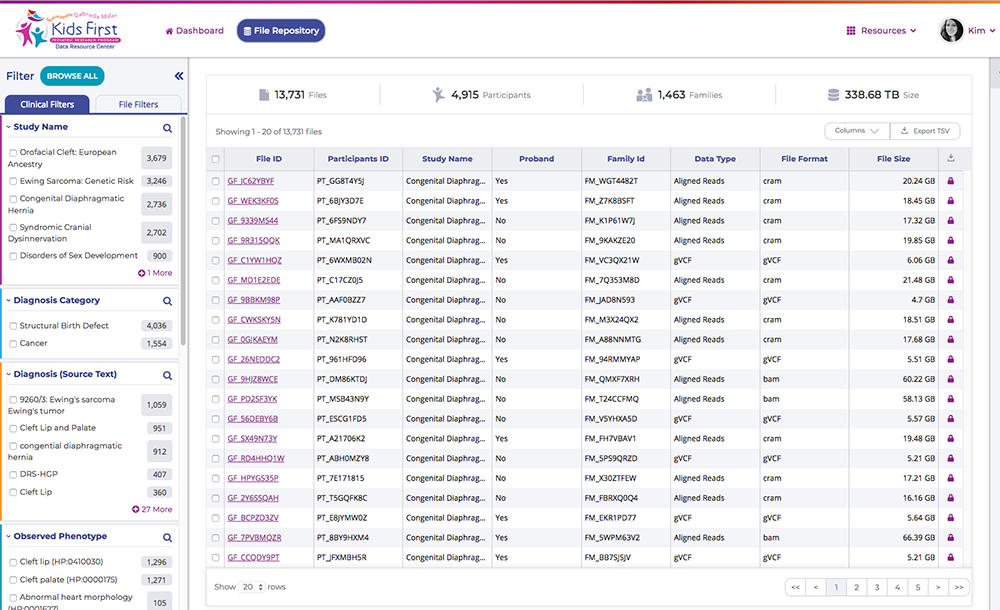 Gabriella Miller
Kids First
PEDIATRIC RESEARCH PROGRAM
Data Resource Center
Dashboard
File Repository
Resources
Kim
Filter BROWSE ALL
Clinical Filters File Filters
Study Name
Orofacial Cleft: European
Ancestry
3,679
Ewing Sarcoma: Genetic Risk 3,246
Congenital Diaphragmatic
Hernia
2,736
Syndromic Cranial
Dysinnervation
2,702
Disorders of Sex Development 900
1 More
Diagnosis Category
Structural Birth Defect 4,036
Cancer 1,554
Diagnosis (Source Text)
9260/3: Ewing's sarcoma
Ewing's tumor
1,059
Cleft Lip and Palate 951
congential diaphragmatic
hernia
912
DRS-HGP 407
Cleft Lip 360
27 More
Observed Phenotype
Cleft lip (HP:0410030) 1,296
Cleft palate (HP:0000175) 1,271
Abnormal heart morphology
(HP:0001627)
105
13,731 Files 4,915 Participants 1,463 Families 338.68 TB Size
Showing 1 - 20 of 13,731 files
Columns Export TSV
File ID Participants ID Study Name Proband Family Id Data Type File Format File Size
GF_JC62YBYF PT_GG8T4Y5J Congenital Diaphrag... Yes FM_WGT4482T Aligned Reads cram 20.24 GB
GF_WEK3KF0S PT_6BJY3D7E Congenital Diaphrag... Yes FM_Z7K8BSFT Aligned Reads cram 18.45 GB
GF_9339MS44 PT_6FS9NDY7 Congenital Diaphrag... No FM_K1P61W7J Aligned Reads cram 17.32 GB
GF_9R315QQK PT_MA1QRXVC Congenital Diaphrag... No FM_9KAKZE20 Aligned Reads cram 19.85 GB
GF_C1YW1HQZ PT_6WXMB02N Congenital Diaphrag... Yes FM_VC3QX21W gVCF gVCF 6.06 GB
GF_MD1E2EDE PT_C17CZ0J5 Congenital Diaphrag... No FM_7Q353M8D Aligned Reads cram 21.48 GB
GF_9BBKM98P PT_AAF0BZZ7 Congenital Diaphrag... No FM_JAD8N593 gVCF gVCF 4.7 GB
GF_CWKSKY5N PT_K781YD1D Congenital Diaphrag... No FM_M3X24QX2 Aligned Reads cram 18.51 GB
GF_0GJKAEYM PT_N2K8RHST Congenital Diaphrag... No FM_A88NNMTG Aligned Reads cram 17.68 GB
GF_26NEDDC2 PT_961HFD96 Congenital Diaphrag... Yes FM_94RMMYAP gVCF gVCF 5.51 GB
GF_9HJZ8WCE PT_DM86KTDJ Congenital Diaphrag... No FM_QMXF7XRH Aligned Reads bam 60.22 GB
GF_PD2SF3YK PT_MSB43N9Y Congenital Diaphrag... No FM_T24CCFMQ Aligned Reads bam 58.13 GB
GF_56DEBY6B PT_ESCG1FD5 Congenital Diaphrag... No FM_V5YHXA5D gVCF gVCF 5.57 GB
GF_SX49N73Y PT_A21706K2 Congenital Diaphrag... Yes FM_FH7VBAV1 Aligned Reads cram 19.48 GB
GF_RD4HHQ1W PT_ABH0MZY8 Congenital Diaphrag... No FM_5PS9QRZD gVCF gVCF 5.21 GB
GF_HPYGS35P PT_7E171815 Congenital Diaphrag... No FM_X30ZTFEW Aligned Reads cram 17.21 GB
GF_2Y6SSQAH PT_T5GQFK8C Congenital Diaphrag... No FM_FBRXQ0Q4 Aligned Reads cram 16.16 GB
GF_BCPZD3ZV PT_E8JYMW0Z Congenital Diaphrag... Yes FM_EKR1PD77 gVCF gVCF 5.64 GB
GF_7PVBMQZR PT_8BY9HXM4 Congenital Diaphrag... Yes FM_5WPM63V2 Aligned Reads bam 66.39 GB
GF_CCQDY9PT PT_JFXMBH5R Congenital Diaphrag... Yes FM_BB7SJSJV gVCF gVCF 5.21 GB
Show 20 rows << < 1 2 3 4 5 > >>